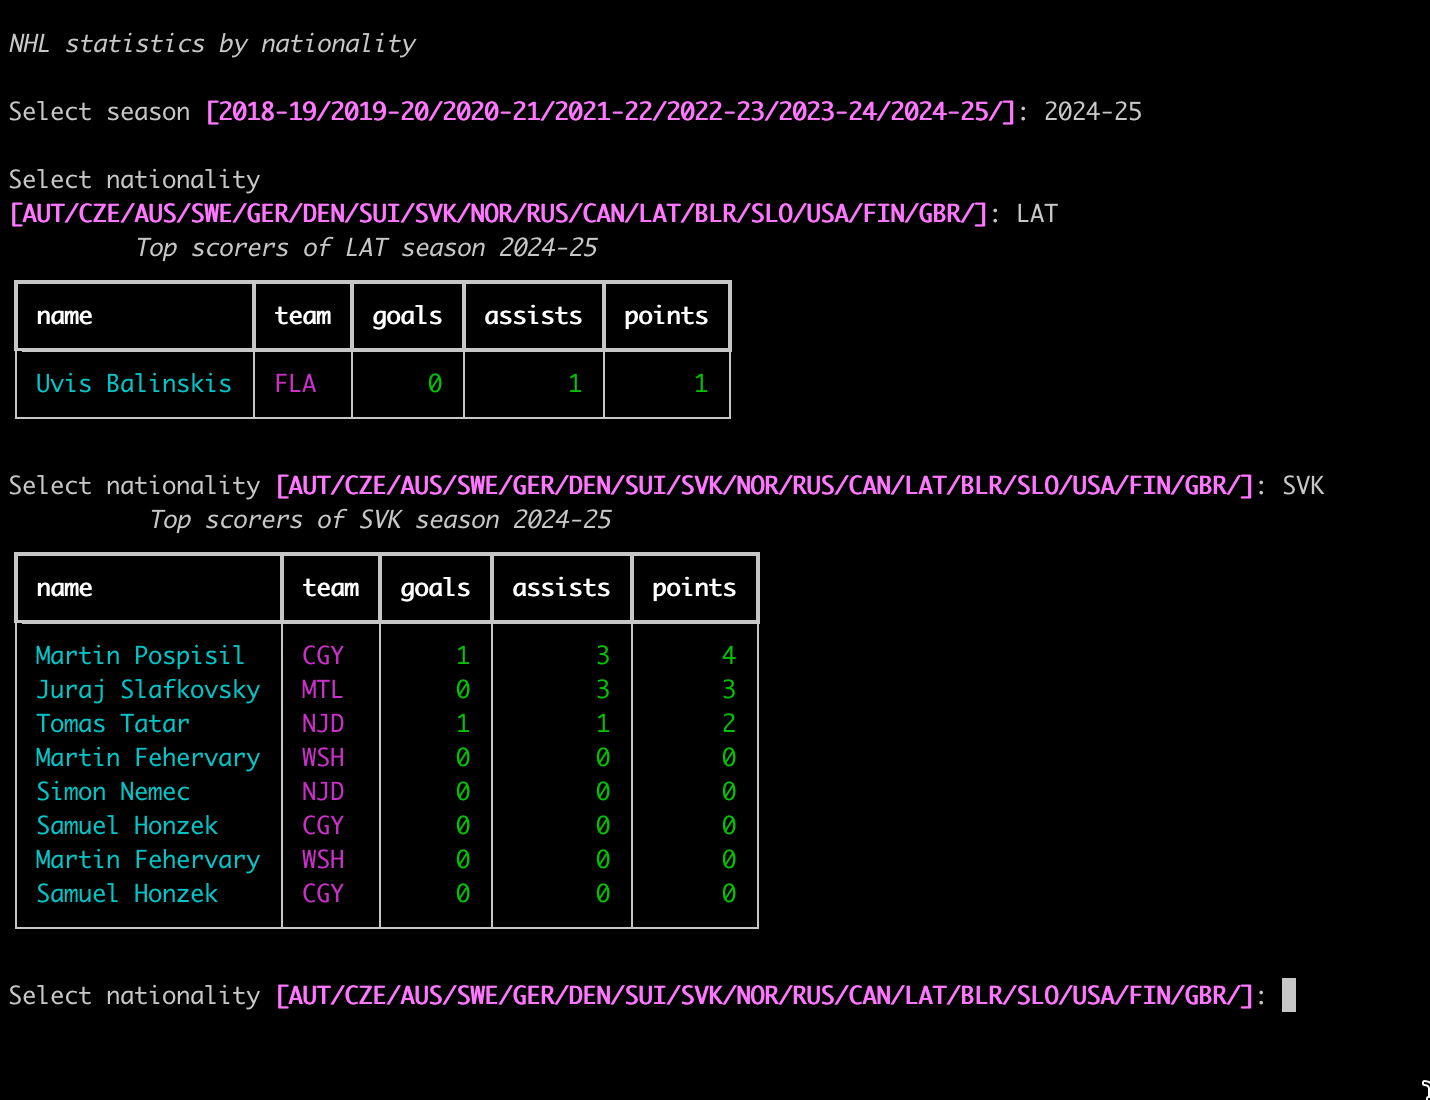 NHL statistics by nationality
Select season [2018-19/2019-20/2020-21/2021-22/2022-23/2023-24/2024-25/]: 2024-25
Select nationality
[AUT/CZE/AUS/SWE/GER/DEN/SUI/SVK/NOR/RUS/CAN/LAT/BLR/SLO/USA/FIN/GBR/]: LAT
Top scorers of LAT season 2024-25
name team goals assists points
Uvis Balinskis FLA 0 1 1
Select nationality [AUT/CZE/AUS/SWE/GER/DEN/SUI/SVK/NOR/RUS/CAN/LAT/BLR/SLO/USA/FIN/GBR/]: SVK
Top scorers of SVK season 2024-25
name team goals assists points
Martin Pospisil CGY 1 3 4
Juraj Slafkovsky MTL 0 3 3
Tomas Tatar NJD 1 1 2
Martin Fehervary WSH 0 0 0
Simon Nemec NJD 0 0 0
Samuel Honzek CGY 0 0 0
Martin Fehervary WSH 0 0 0
Samuel Honzek CGY 0 0 0
Select nationality [AUT/CZE/AUS/SWE/GER/DEN/SUI/SVK/NOR/RUS/CAN/LAT/BLR/SLO/USA/FIN/GBR/]: